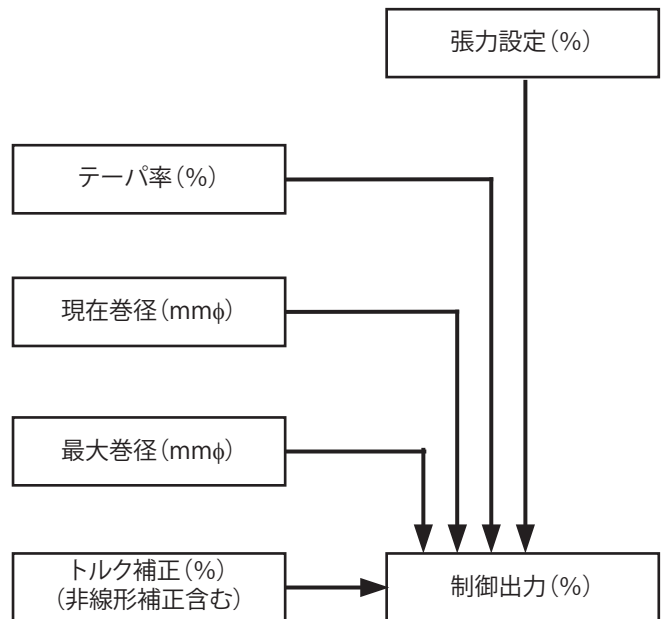 張力設定（%）
テーパ率（%）
現在巻径（mmφ）
最大巻径（mmφ）
トルク補正（%）
（非線形補正含む）
制御出力（%）